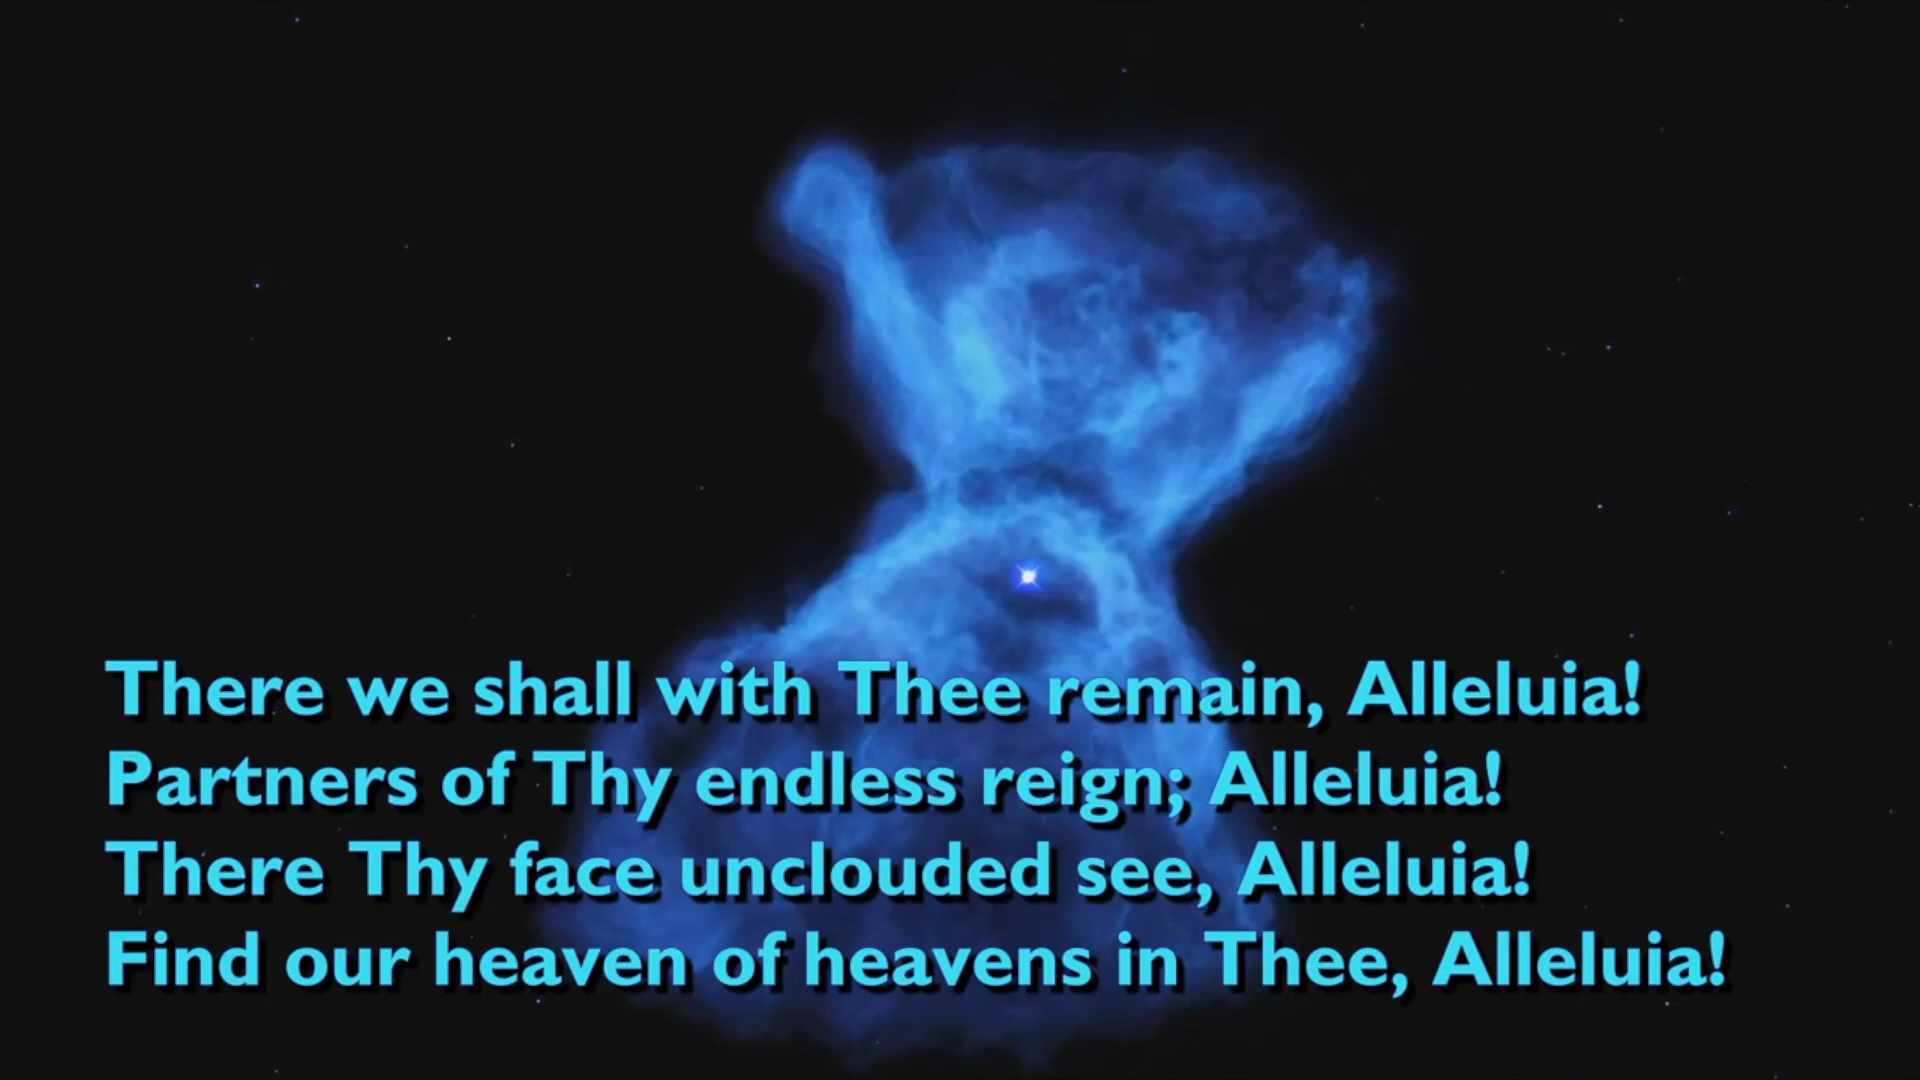 There we shall with Thee remain, Alleluia!
Partners of Thy endless reign; Alleluia!
There Thy face unclouded see, Alleluia!
Find our heaven of heavens in Thee, Alleluia!